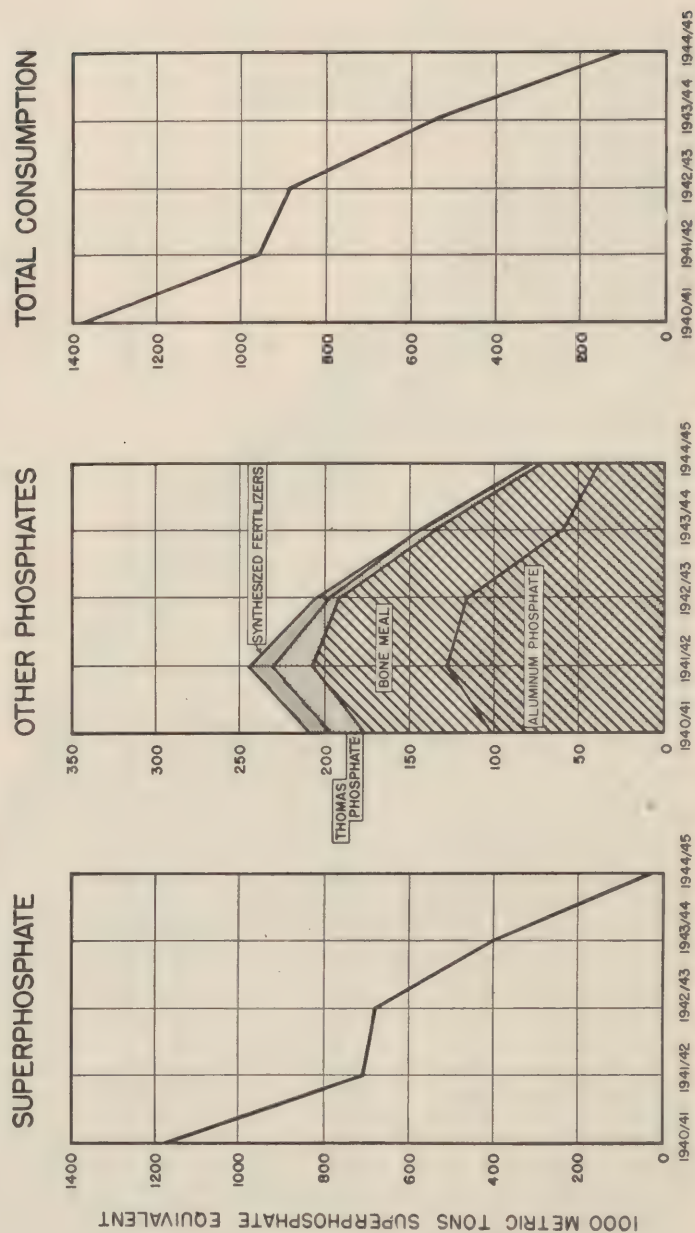 SUPERPHOSPHATE
1000 METRIC TONS SUPERPHOSPHATE EQUIVALENT
1400
1200
1000
800
600
400
200
0
1940/41 1941/42 1942/43 1943/44 1944/45
OTHER PHOSPHATES
350
300
250
200
150
100
50
0
SYNTHESIZED FERTILIZERS
THOMAS
PHOSPHATE
BONE MEAL
ALUMINUM PHOSPHATE
1940/41 1941/42 1942/43 1943/44 1944/45
TOTAL CONSUMPTION
1400
1200
1000
800
600
400
200
0
1940/41 1941/42 1942/43 1943/44 1944/45